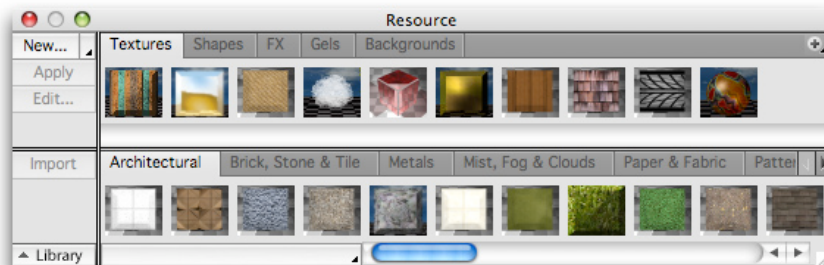 Resource
New... Textures Shapes FX Gels Backgrounds
Apply
Edit...
Import Architectural Brick, Stone & Tile Metals Mist, Fog & Clouds Paper & Fabric
Library